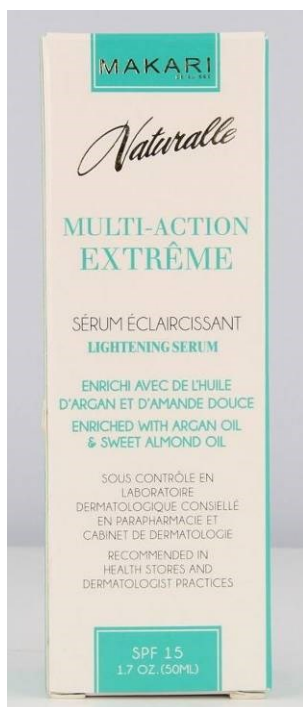 MAKARI
Naturalle
MULTI-ACTION
EXTRÊME
SÉRUM ÉCLAIRCISSANT
LIGHTENING SERUM
ENRICHI AVEC DE L'HUILE
D'ARGAN ET D'AMANDE DOUCE
ENRICHED WITH ARGAN OIL
& SWEET ALMOND OIL
SOUS CONTRÔLE EN
LABORATOIRE
DERMATOLOGIQUE CONSIELLÉ
EN PARAPHARMACIE ET
CABINET DE DERMATOLOGIE
RECOMMENDED IN
HEALTH STORES AND
DERMATOLOGIST PRACTICES
SPF 15
1.7 OZ. (50ML)